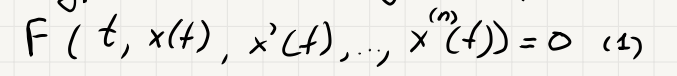 F ( t, x(t), x'(t), ..., x^(n)(t)) = 0 (1)